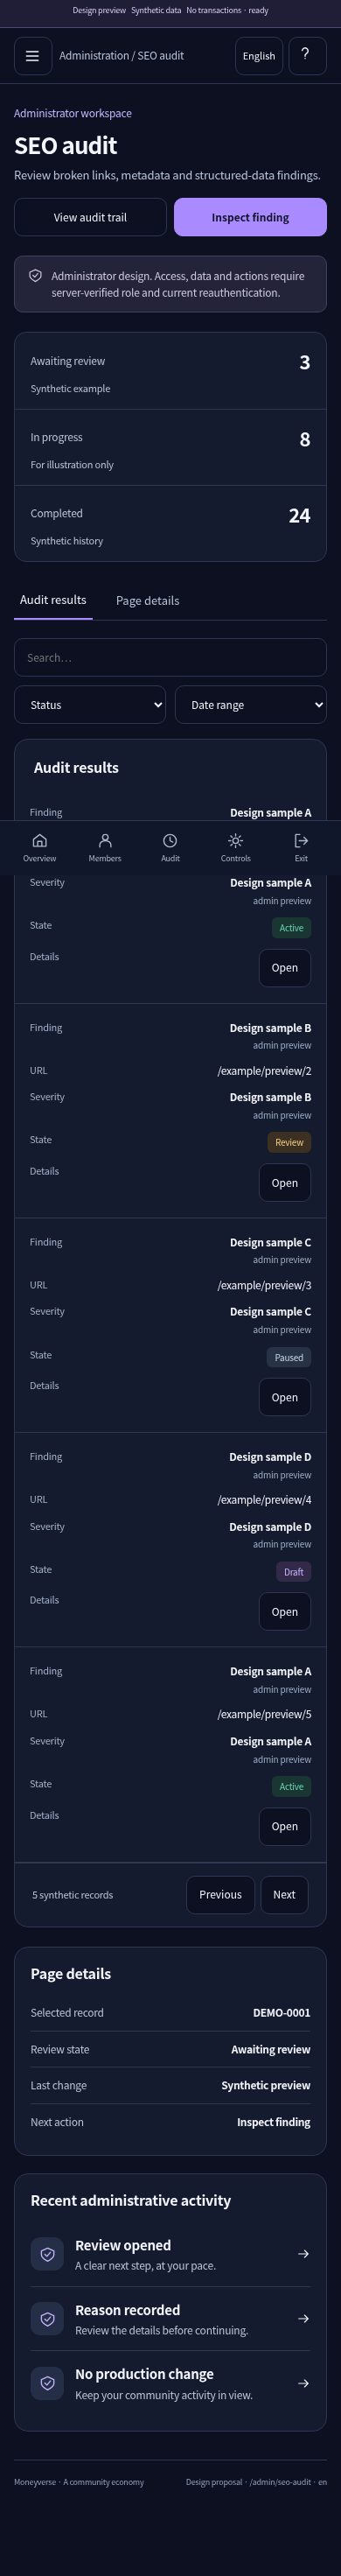 Design preview Synthetic data No transactions · ready
Administration / SEO audit
English
?
Administrator workspace
SEO audit
Review broken links, metadata and structured-data findings.
View audit trail
Inspect finding
Administrator design. Access, data and actions require
server-verified role and current reauthentication.
Awaiting review
3
Synthetic example
In progress
8
For illustration only
Completed
24
Synthetic history
Audit results
Page details
Search...
Status
Date range
Audit results
Finding
Design sample A
Overview
Members
Audit
Controls
Exit
Severity
Design sample A
admin preview
State
Active
Details
Open
Finding
Design sample B
admin preview
URL
/example/preview/2
Severity
Design sample B
admin preview
State
Review
Details
Open
Finding
Design sample C
admin preview
URL
/example/preview/3
Severity
Design sample C
admin preview
State
Paused
Details
Open
Finding
Design sample D
admin preview
URL
/example/preview/4
Severity
Design sample D
admin preview
State
Draft
Details
Open
Finding
Design sample A
admin preview
URL
/example/preview/5
Severity
Design sample A
admin preview
State
Active
Details
Open
5 synthetic records
Previous
Next
Page details
Selected record
DEMO-0001
Review state
Awaiting review
Last change
Synthetic preview
Next action
Inspect finding
Recent administrative activity
Review opened
A clear next step, at your pace.
Reason recorded
Review the details before continuing.
No production change
Keep your community activity in view.
Moneyverse · A community economy
Design proposal · /admin/seo-audit · en